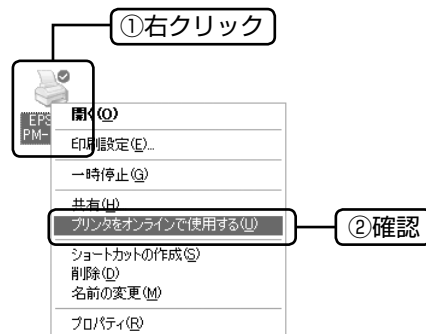 ①右クリック
EPS
PM-
開く(O)
印刷設定(E)...
一時停止(G)
共有(H)
プリンタをオンラインで使用する(U)
②確認
ショートカットの作成(S)
削除(D)
名前の変更(M)
プロパティ(R)